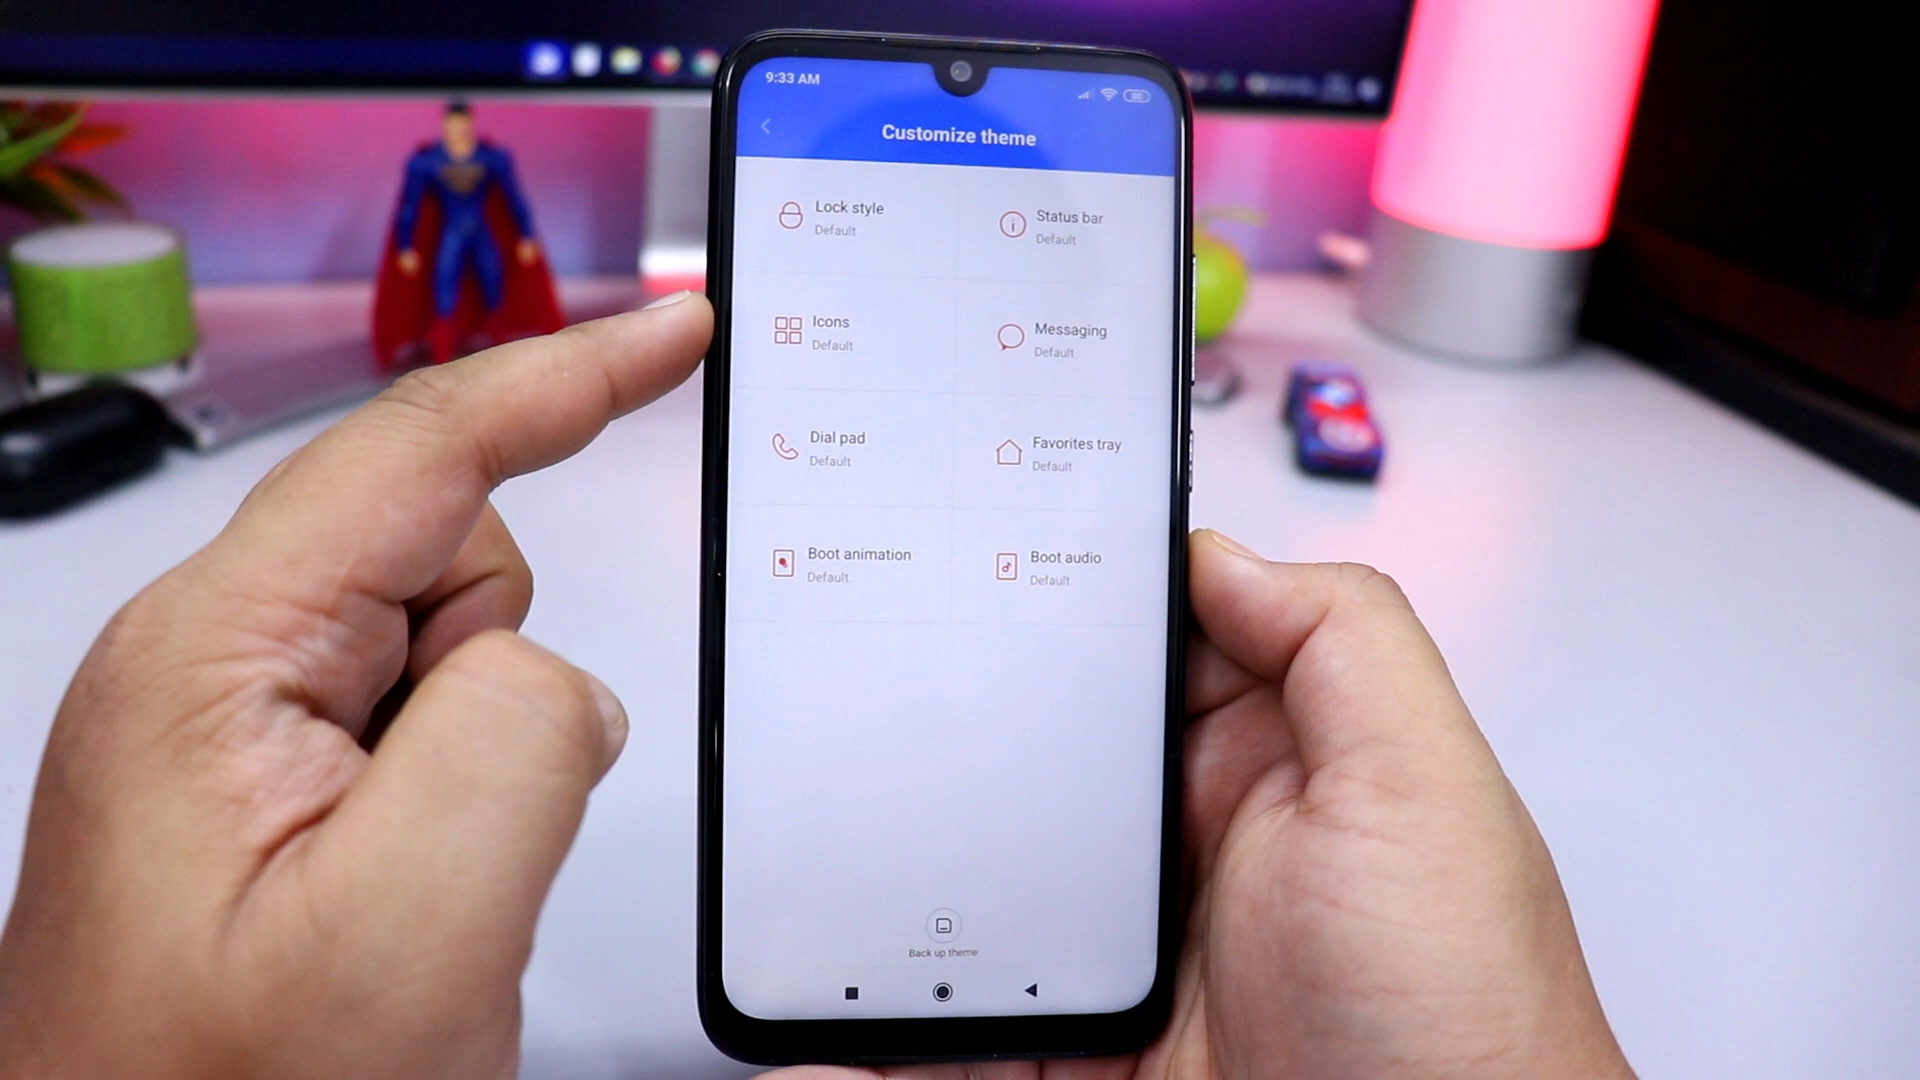 9:33 AM
Customize theme
Lock style
Default
Status bar
Default
Icons
Default
Messaging
Default
Dial pad
Default
Favorites tray
Default
Boot animation
Default
Boot audio
Default
Back up theme